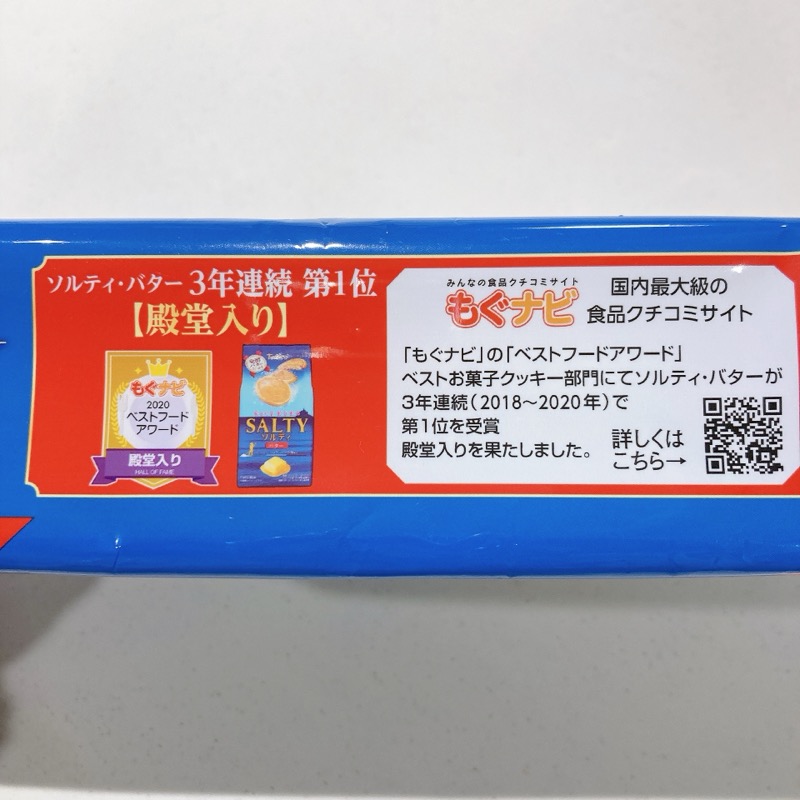 ソルティ・バター 3年連続 第1位
【殿堂入り】
もぐナビ
2020
ベストフード
アワード
殿堂入り
HALL OF FAME
SALTY
ソルティ
バター
みんなの食品クチコミサイト
もぐナビ
国内最大級の
食品クチコミサイト
「もぐナビ」の「ベストフードアワード」
ベストお菓子クッキー部門にてソルティ・バターが
3年連続(2018～2020年)で
第1位を受賞
殿堂入りを果たしました。
詳しくは
こちら→